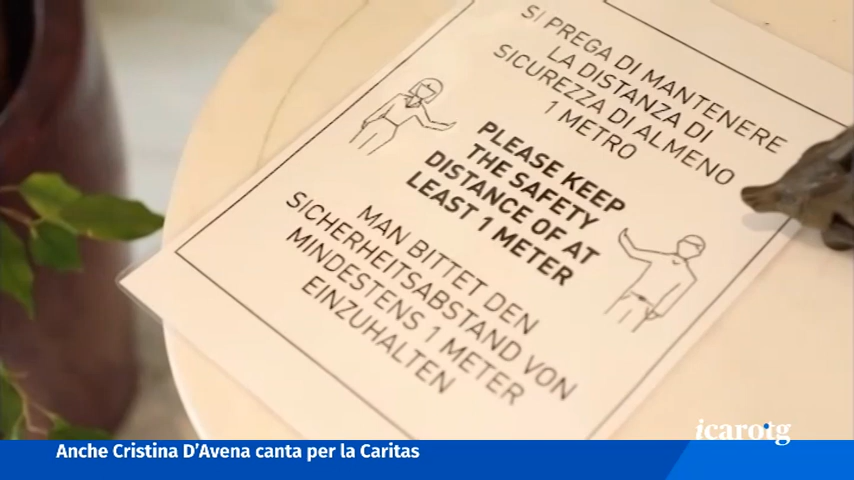 SI PREGA DI MANTENERE
LA DISTANZA DI
SICUREZZA DI ALMENO
1 METRO
PLEASE KEEP
THE SAFETY
DISTANCE OF AT
LEAST 1 METER
MAN BITTET DEN
SICHERHEITSABSTAND VON
MINDESTENS 1 METER
EINZUHALTEN
icarotg
Anche Cristina D'Avena canta per la Caritas